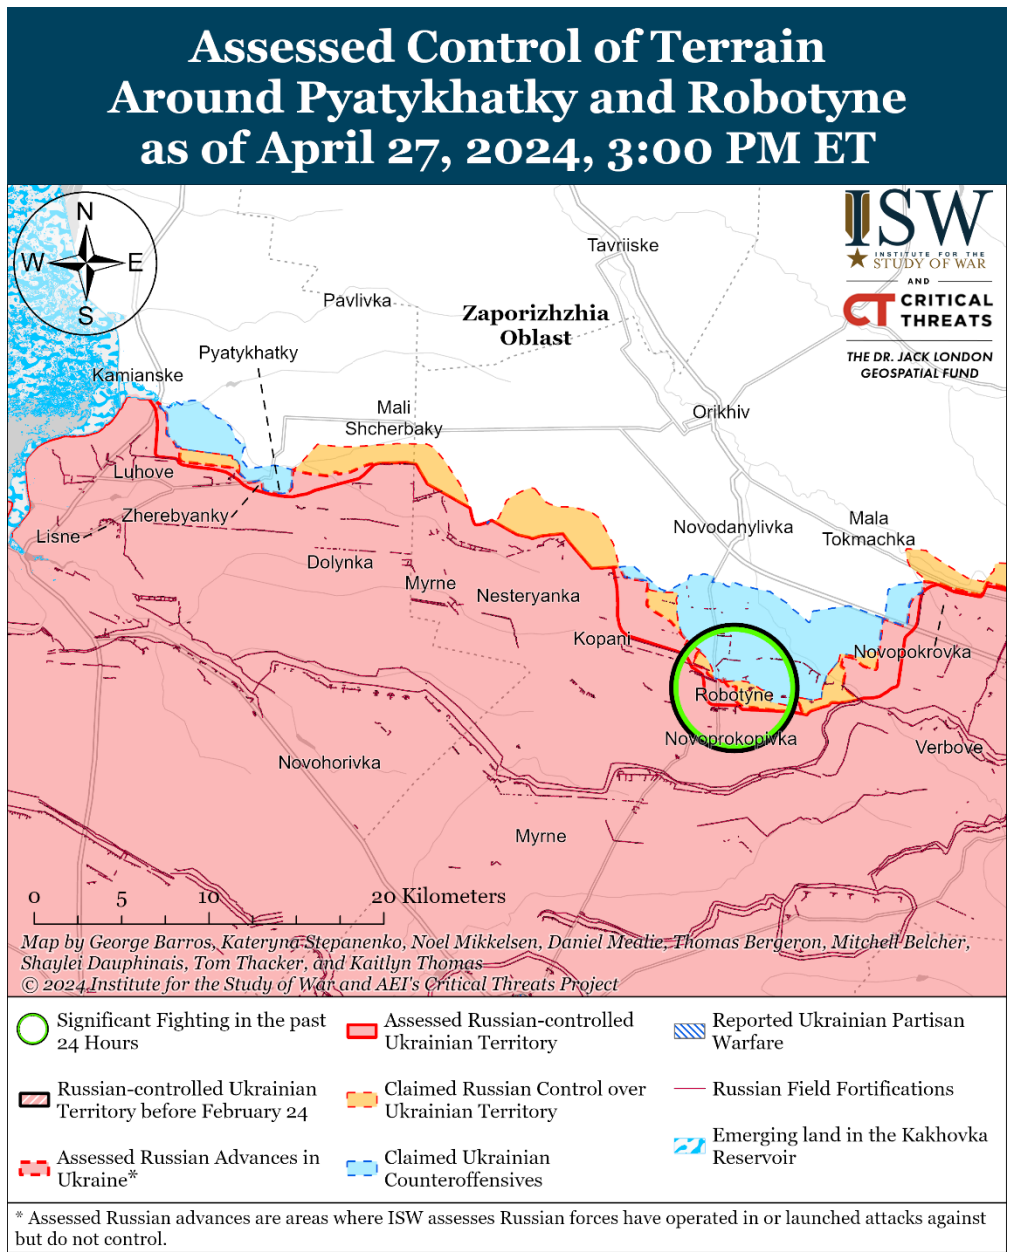 Assessed Control of Terrain
Around Pyatykhatky and Robotyne
as of April 27, 2024, 3:00 PM ET
N
W
E
S
ISW
INSTITUTE FOR THE
STUDY OF WAR
AND
CT CRITICAL
THREATS
THE DR. JACK LONDON
GEOSPATIAL FUND
Tavriiske
Pavlivka
Zaporizhzhia
Oblast
Pyatykhatky
Kamianske
Mali
Shcherbaky
Orikhiv
Luhove
Zherebyanky
Lisne
Novodanylivka
Mala
Tokmachka
Dolynka
Myrne
Nesteryanka
Kopani
Novopokrovka
Robotyne
Novoprokopivka
Verbove
Novohorivka
Myrne
0 5 10 20 Kilometers
Map by George Barros, Kateryna Stepanenko, Noel Mikkelsen, Daniel Mealie, Thomas Bergeron, Mitchell Belcher,
Shaylei Dauphinais, Tom Thacker, and Kaitlyn Thomas
© 2024 Institute for the Study of War and AEI's Critical Threats Project
Significant Fighting in the past
24 Hours
Russian-controlled Ukrainian
Territory before February 24
Assessed Russian Advances in
Ukraine*
Assessed Russian-controlled
Ukrainian Territory
Claimed Russian Control over
Ukrainian Territory
Claimed Ukrainian
Counteroffensives
Reported Ukrainian Partisan
Warfare
Russian Field Fortifications
Emerging land in the Kakhovka
Reservoir
* Assessed Russian advances are areas where ISW assesses Russian forces have operated in or launched attacks against
but do not control.